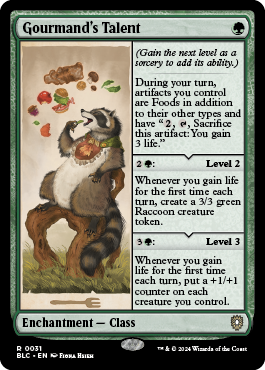 Gourmand's Talent
(Gain the next level as a
sorcery to add its ability.)
During your turn,
artifacts you control
are Foods in addition
to their other types and
have “2, , Sacrifice
this artifact: You gain
3 life.”
2 : Level 2
Whenever you gain life
for the first time each
turn, create a 3/3 green
Raccoon creature
token.
3 : Level 3
Whenever you gain
life for the first time
each turn, put a +1/+1
counter on each
creature you control.
Enchantment — Class
R 0031
BLC • EN Fiona Hsieh
™ & © 2024 Wizards of the Coast